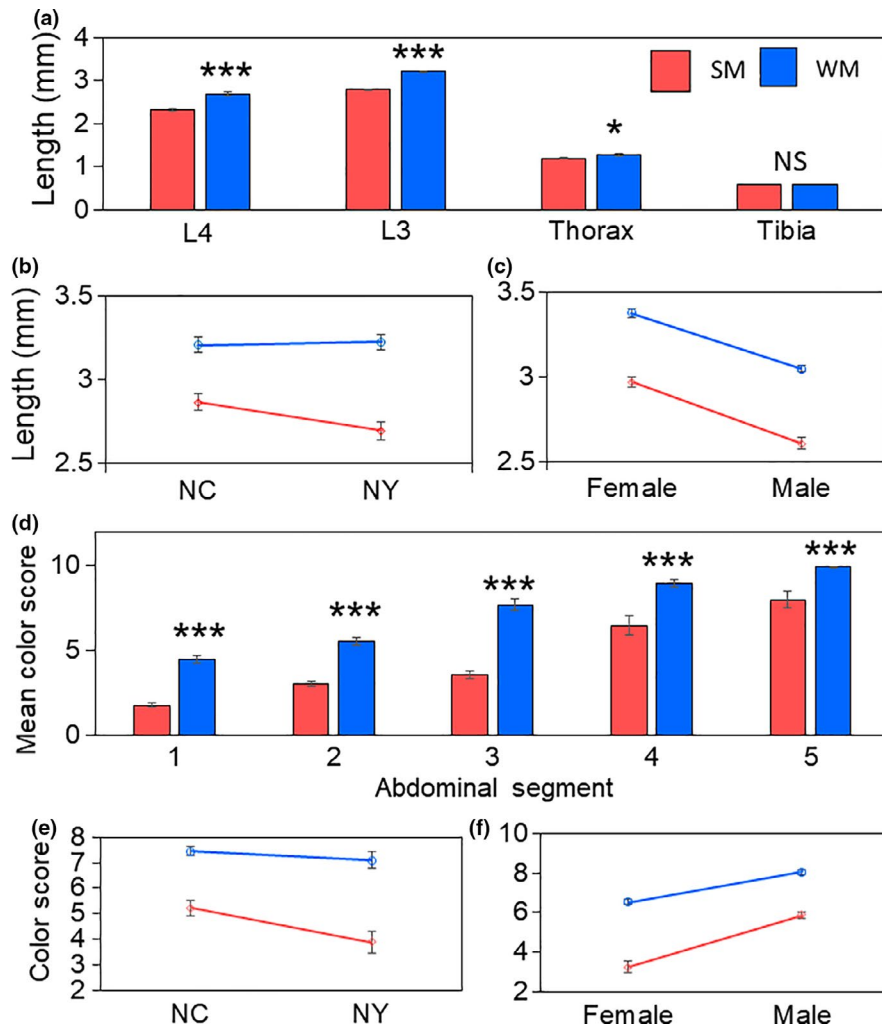 (a)
Length (mm)
4
3
2
1
0
***
***
*
NS
SM
WM
L4
L3
Thorax
Tibia
(b)
Length (mm)
3.5
3
2.5
NC
NY
(c)
3.5
3
2.5
Female
Male
(d)
Mean color score
10
5
0
***
***
***
***
***
1
2
3
4
5
Abdominal segment
(e)
Color score
8
7
6
5
4
3
2
NC
NY
(f)
10
8
6
4
2
Female
Male